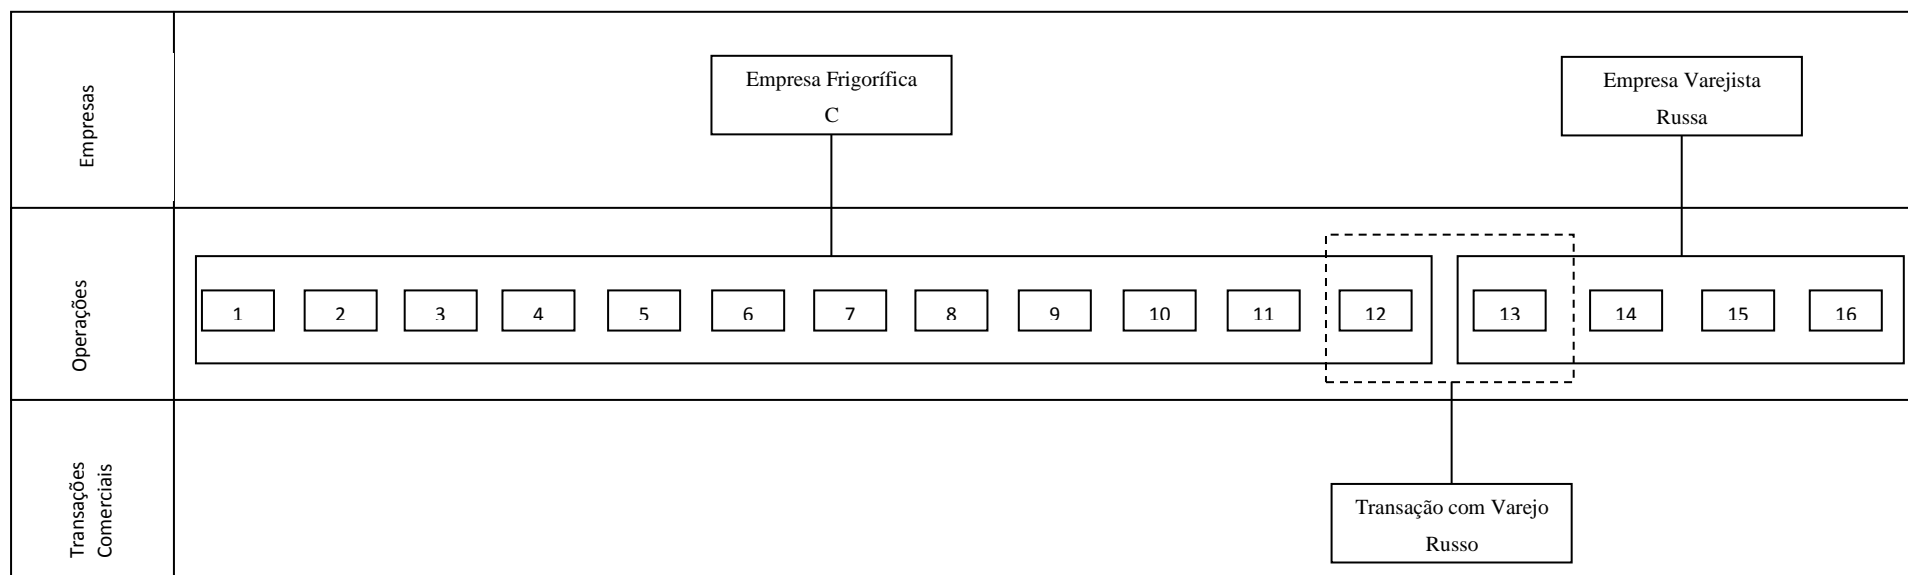 Empresas
Empresa Frigorífica
C
Empresa Varejista
Russa
Operações
1 2 3 4 5 6 7 8 9 10 11 12 13 14 15 16
Transações
Comerciais
Transação com Varejo
Russo